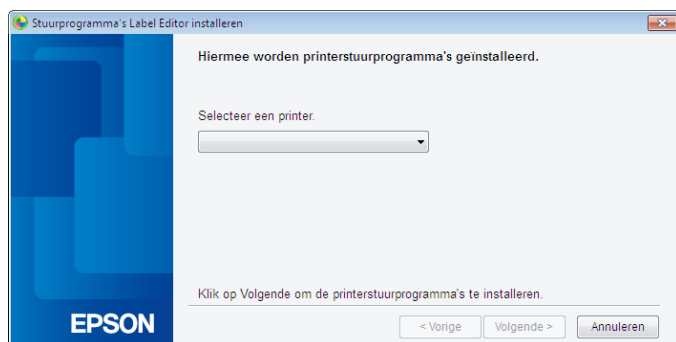 Stuurprogramma's Label Editor installeren
Hiermee worden printerstuurprogramma's geïnstalleerd.
Selecteer een printer.
Klik op Volgende om de printerstuurprogramma's te installeren.
EPSON
< Vorige
Volgende >
Annuleren